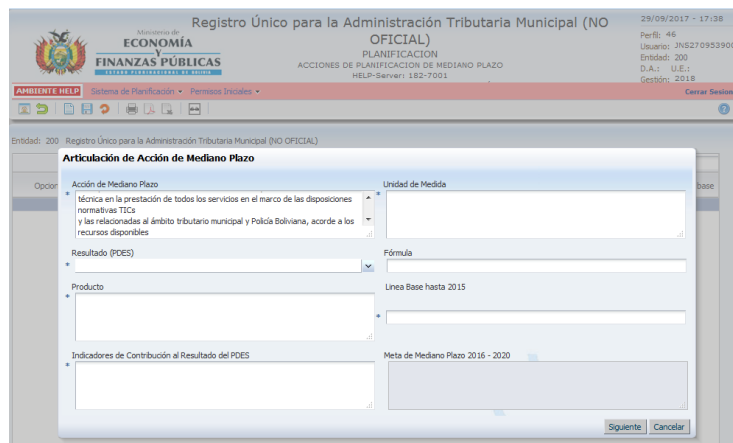 Ministerio de
ECONOMÍA
Y
FINANZAS PÚBLICAS
ESTADO PLURINACIONAL DE BOLIVIA
Registro Único para la Administración Tributaria Municipal (NO
OFICIAL)
PLANIFICACION
ACCIONES DE PLANIFICACION DE MEDIANO PLAZO
HELP-Server: 182-7001
29/09/2017 - 17:38
Perfil: 46
Usuario: JNS270953900
Entidad: 200
D.A.: U.E.:
Gestión: 2018
AMBIENTE HELP Sistema de Planificación Permisos Iniciales Cerrar Sesion
Entidad: 200 Registro Único para la Administración Tributaria Municipal (NO OFICIAL)
Opcion
base
Articulación de Acción de Mediano Plazo
Acción de Mediano Plazo
* técnica en la prestación de todos los servicios en el marco de las disposiciones
normativas TICs
y las relacionadas al ámbito tributario municipal y Policía Boliviana, acorde a los
recursos disponibles
Unidad de Medida
*
Resultado (PDES)
*
Fórmula
Producto
*
Linea Base hasta 2015
*
Indicadores de Contribución al Resultado del PDES
*
Meta de Mediano Plazo 2016 - 2020
Siguiente Cancelar